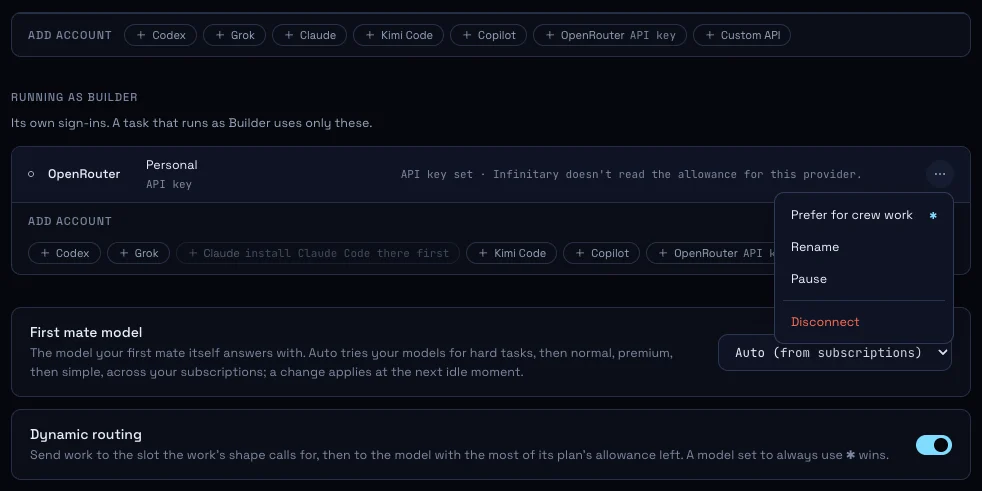 ADD ACCOUNT + Codex + Grok + Claude + Kimi Code + Copilot + OpenRouter API key + Custom API
RUNNING AS BUILDER
Its own sign-ins. A task that runs as Builder uses only these.
OpenRouter Personal API key set · Infinitary doesn't read the allowance for this provider. ···
API key
Prefer for crew work ✱
ADD ACCOUNT
Rename
+ Codex + Grok + Claude install Claude Code there first + Kimi Code + Copilot + OpenRouter API
Pause
Disconnect
First mate model
The model your first mate itself answers with. Auto tries your models for hard tasks, then normal, premium,
then simple, across your subscriptions; a change applies at the next idle moment.
Auto (from subscriptions)
Dynamic routing
Send work to the slot the work's shape calls for, then to the model with the most of its plan's allowance left. A model set to always use ✱ wins.